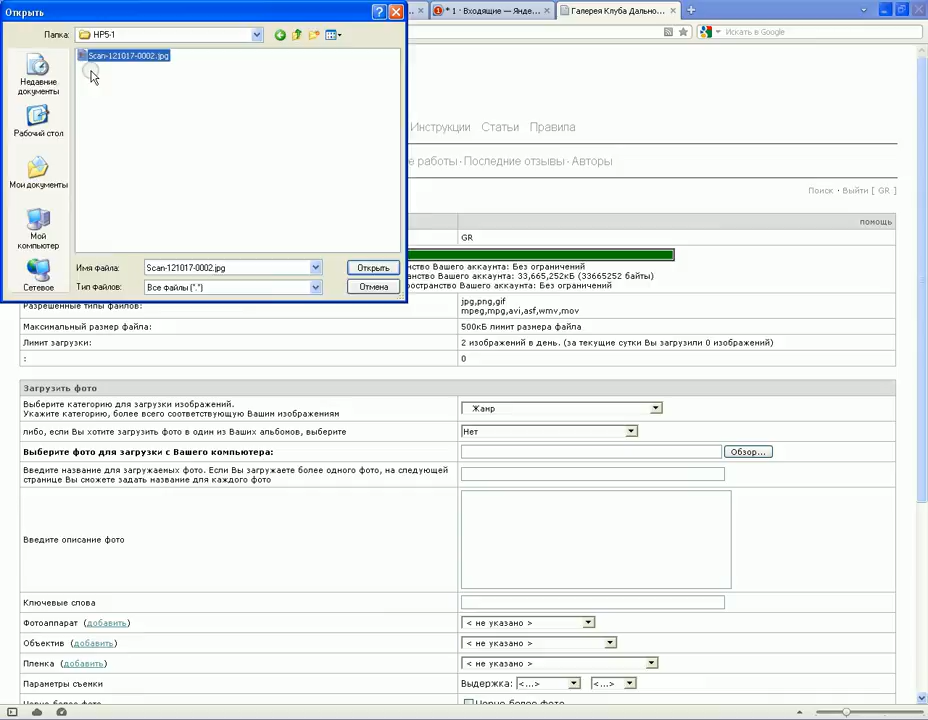 Открыть
* 1 · Входящие — Янде...
Галерея Клуба Дально...
Папка:
HP5-1
Искать в Google
Scan-121017-0002.jpg
Недавние документы
Рабочий стол
Мои документы
Мой компьютер
Сетевое
Имя файла:
Scan-121017-0002.jpg
Открыть
Тип файлов:
Все файлы (*.*)
Отмена
Инструкции Статьи Правила
е работы · Последние отзывы · Авторы
Поиск · Выйти [ GR ]
помощь
GR
нство Вашего аккаунта: Без ограничений
анство Вашего аккаунта: 33,665,252кБ (33665252 байты)
ространство Вашего аккаунта: Без ограничений
Разрешенные типы файлов:
jpg,png,gif
mpeg,mpg,avi,asf,wmv,mov
Максимальный размер файла:
500кБ лимит размера файла
Лимит загрузки:
2 изображений в день. (за текущие сутки Вы загрузили 0 изображений)
:
0
Загрузить фото
Выберите категорию для загрузки изображений.
Укажите категорию, более всего соответствующую Вашим изображениям
Жанр
либо, если Вы хотите загрузить фото в один из Ваших альбомов, выберите
Нет
Выберите фото для загрузки с Вашего компьютера:
Обзор...
Введите название для загружаемых фото. Если Вы загружаете более одного фото, на следующей
странице Вы сможете задать название для каждого фото
Введите описание фото
Ключевые слова
Фотоаппарат (добавить)
< не указано >
Объектив (добавить)
< не указано >
Пленка (добавить)
< не указано >
Параметры съемки
Выдержка: <...> <...>
Черно-белое фото